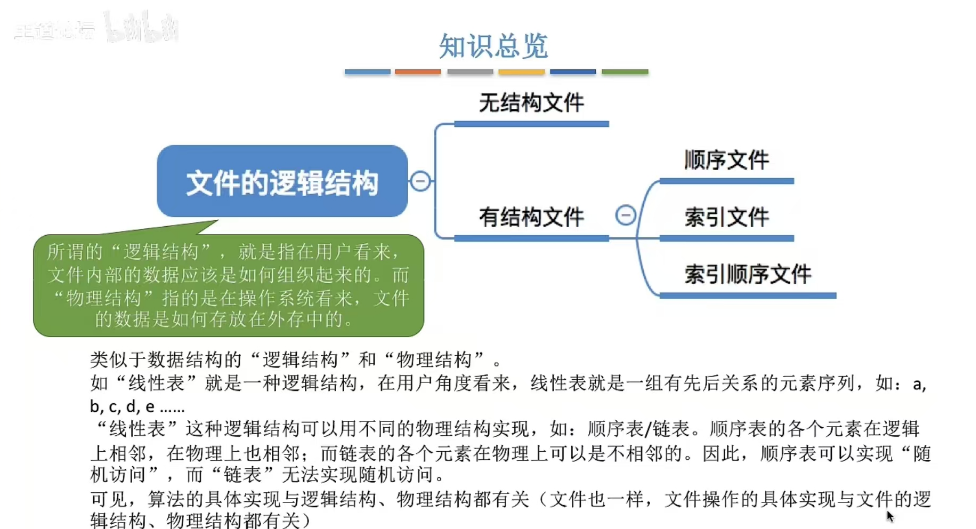 知识总览
无结构文件
文件的逻辑结构
有结构文件
顺序文件
索引文件
索引顺序文件
所谓的“逻辑结构”，就是指在用户看来，
文件内部的数据应该是如何组织起来的。而
“物理结构”指的是在操作系统看来，文件
的数据是如何存放在外存中的。
类似于数据结构的“逻辑结构”和“物理结构”。
如“线性表”就是一种逻辑结构，在用户角度看来，线性表就是一组有先后关系的元素序列，如：a,
b, c, d, e ……
“线性表”这种逻辑结构可以用不同的物理结构实现，如：顺序表/链表。顺序表的各个元素在逻辑
上相邻，在物理上也相邻；而链表的各个元素在物理上可以是不相邻的。因此，顺序表可以实现“随
机访问”，而“链表”无法实现随机访问。
可见，算法的具体实现与逻辑结构、物理结构都有关（文件也一样，文件操作的具体实现与文件的逻
辑结构、物理结构都有关）